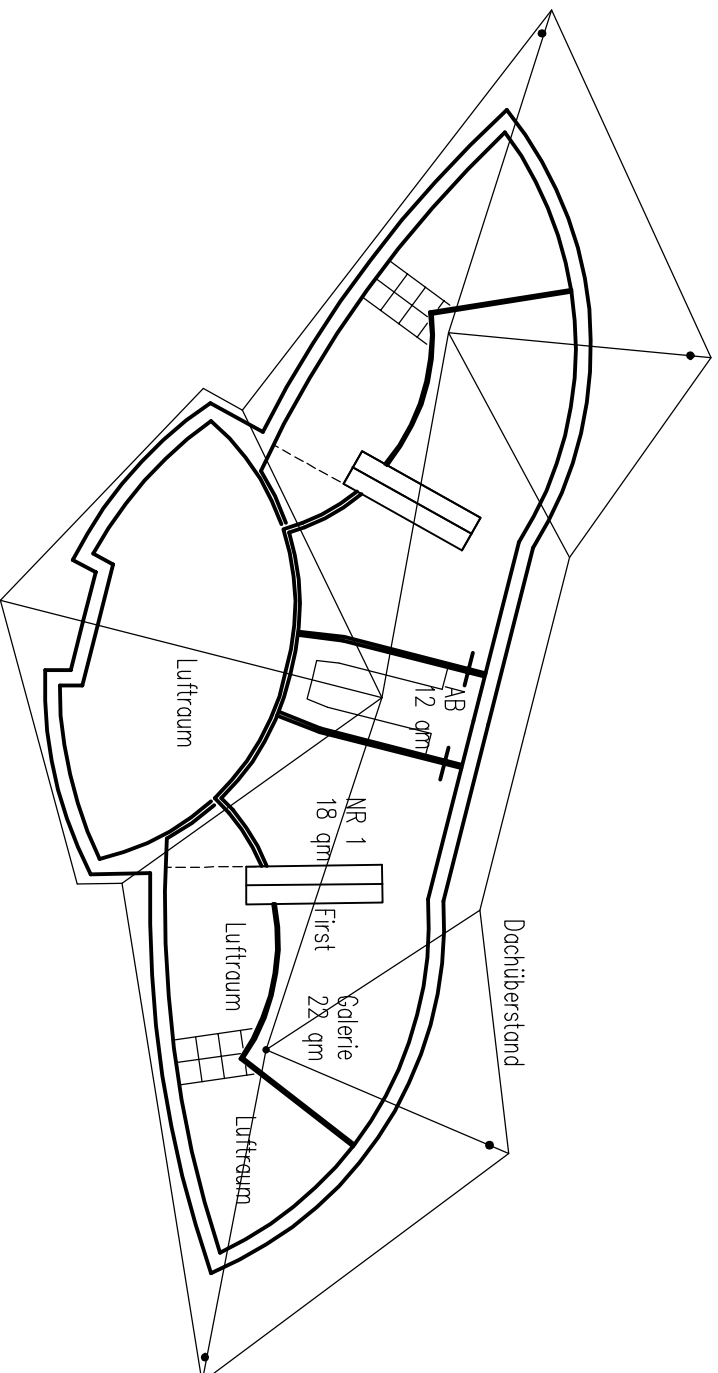 Dachüberstand
AB
12 qm
NR 1
18 qm
First
Galerie
22 qm
Luftraum
Luftraum
Luftraum